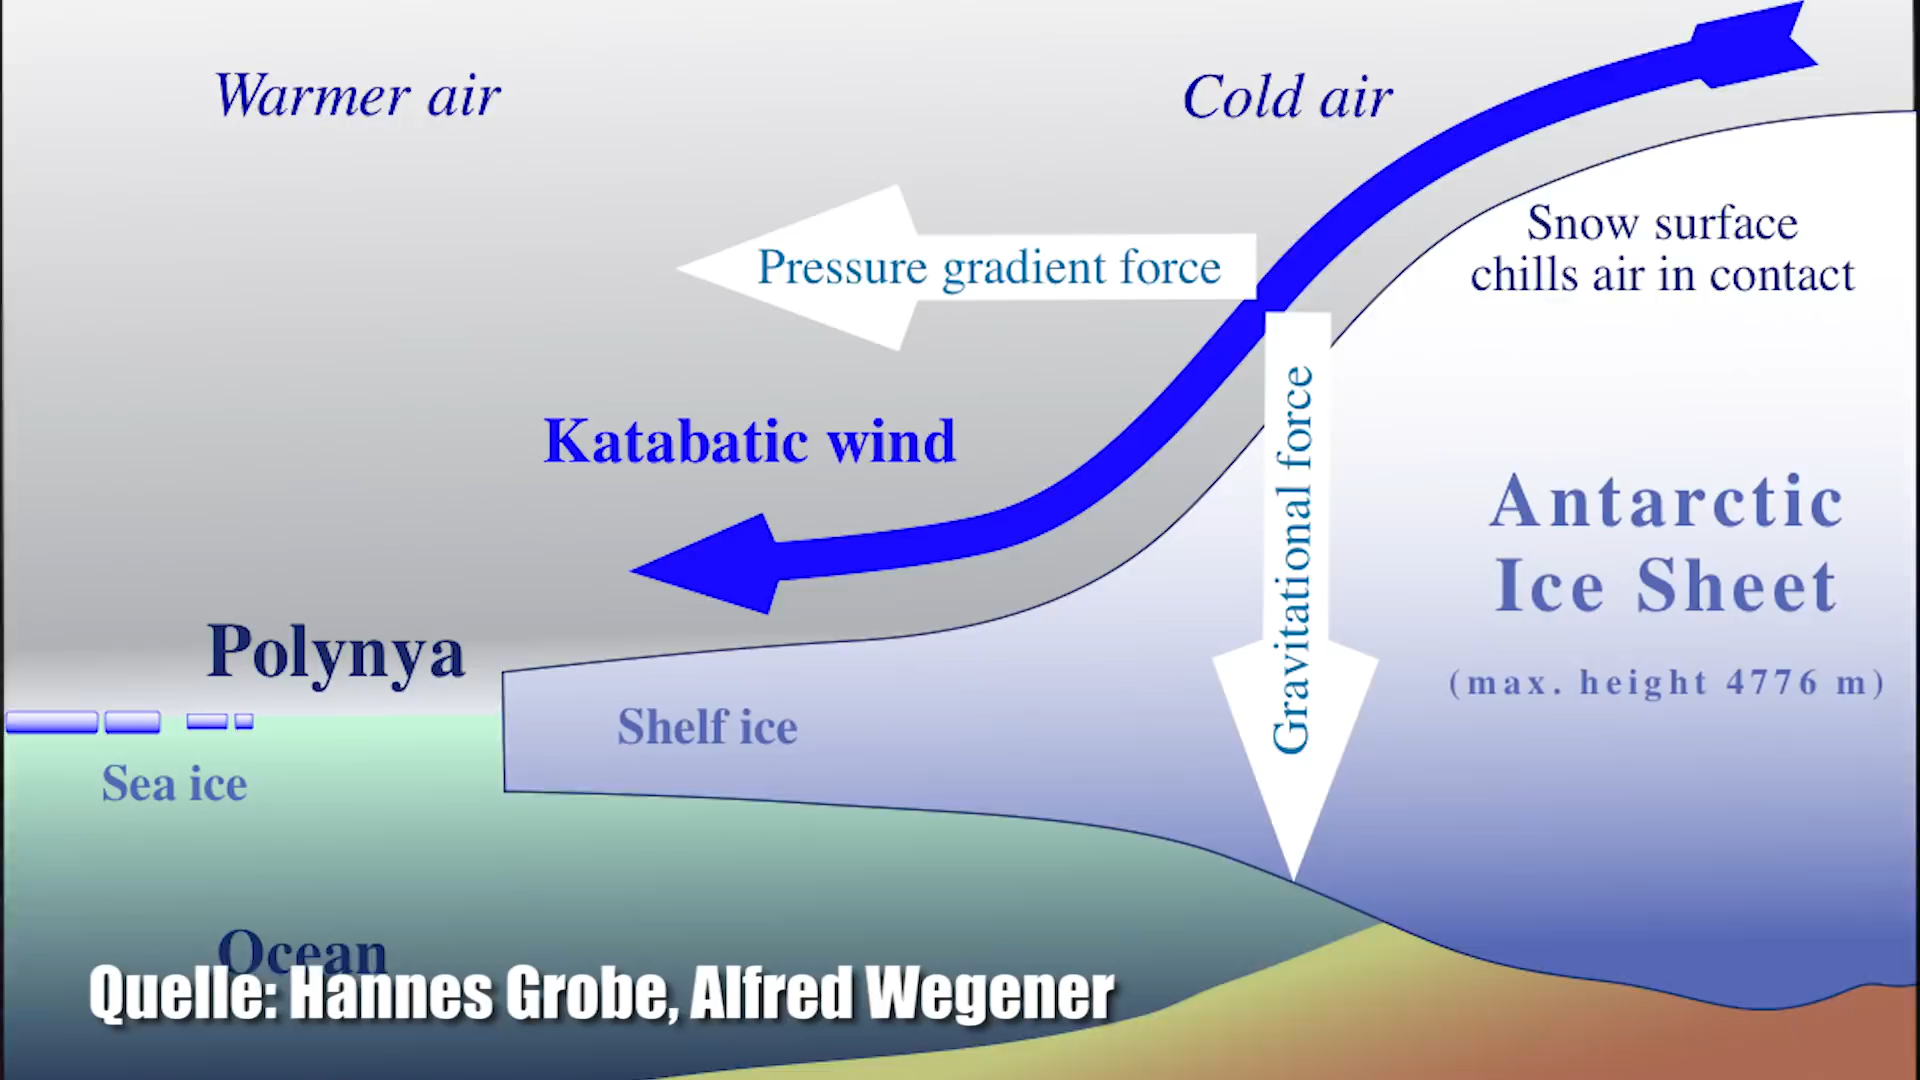 Warmer air
Cold air
Snow surface
chills air in contact
Pressure gradient force
Gravitational force
Katabatic wind
Antarctic
Ice Sheet
(max. height 4776 m)
Polynya
Shelf ice
Sea ice
Ocean
Quelle: Hannes Grobe, Alfred Wegener